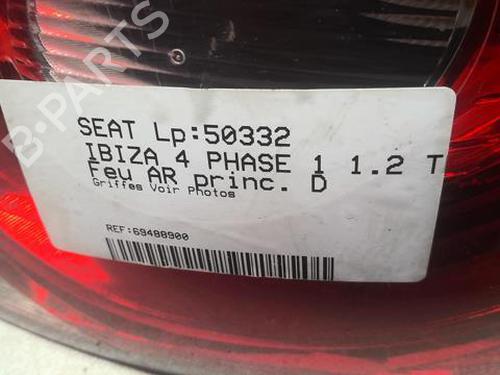 B-PARTS
SEAT Lp:50332
IBIZA 4 PHASE 1 1.2 T
Feu AR princ. D
Griffes Voir Photos
REF:69488900